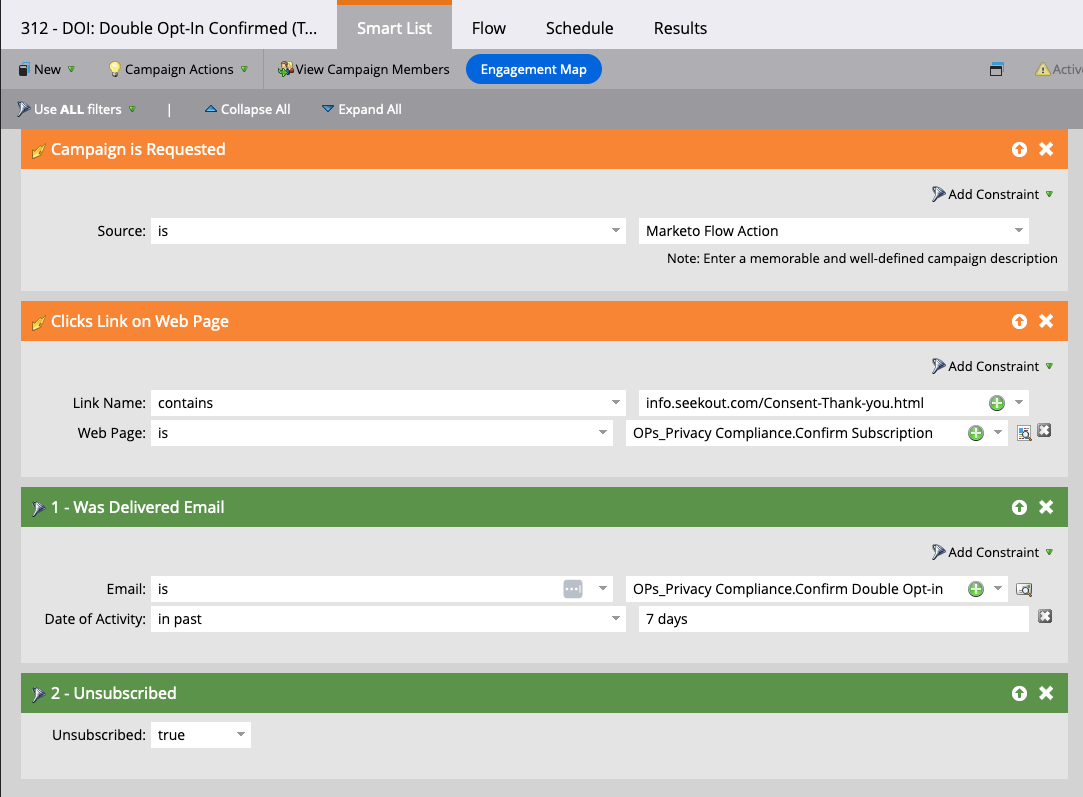 312 - DOI: Double Opt-In Confirmed (T...
Smart List
Flow
Schedule
Results
New
Campaign Actions
View Campaign Members
Engagement Map
Active
Use ALL filters
|
Collapse All
Expand All
Campaign is Requested
Add Constraint
Source: is Marketo Flow Action
Note: Enter a memorable and well-defined campaign description
Clicks Link on Web Page
Add Constraint
Link Name: contains info.seekout.com/Consent-Thank-you.html
Web Page: is OPs_Privacy Compliance.Confirm Subscription
1 - Was Delivered Email
Add Constraint
Email: is OPs_Privacy Compliance.Confirm Double Opt-in
Date of Activity: in past 7 days
2 - Unsubscribed
Unsubscribed: true